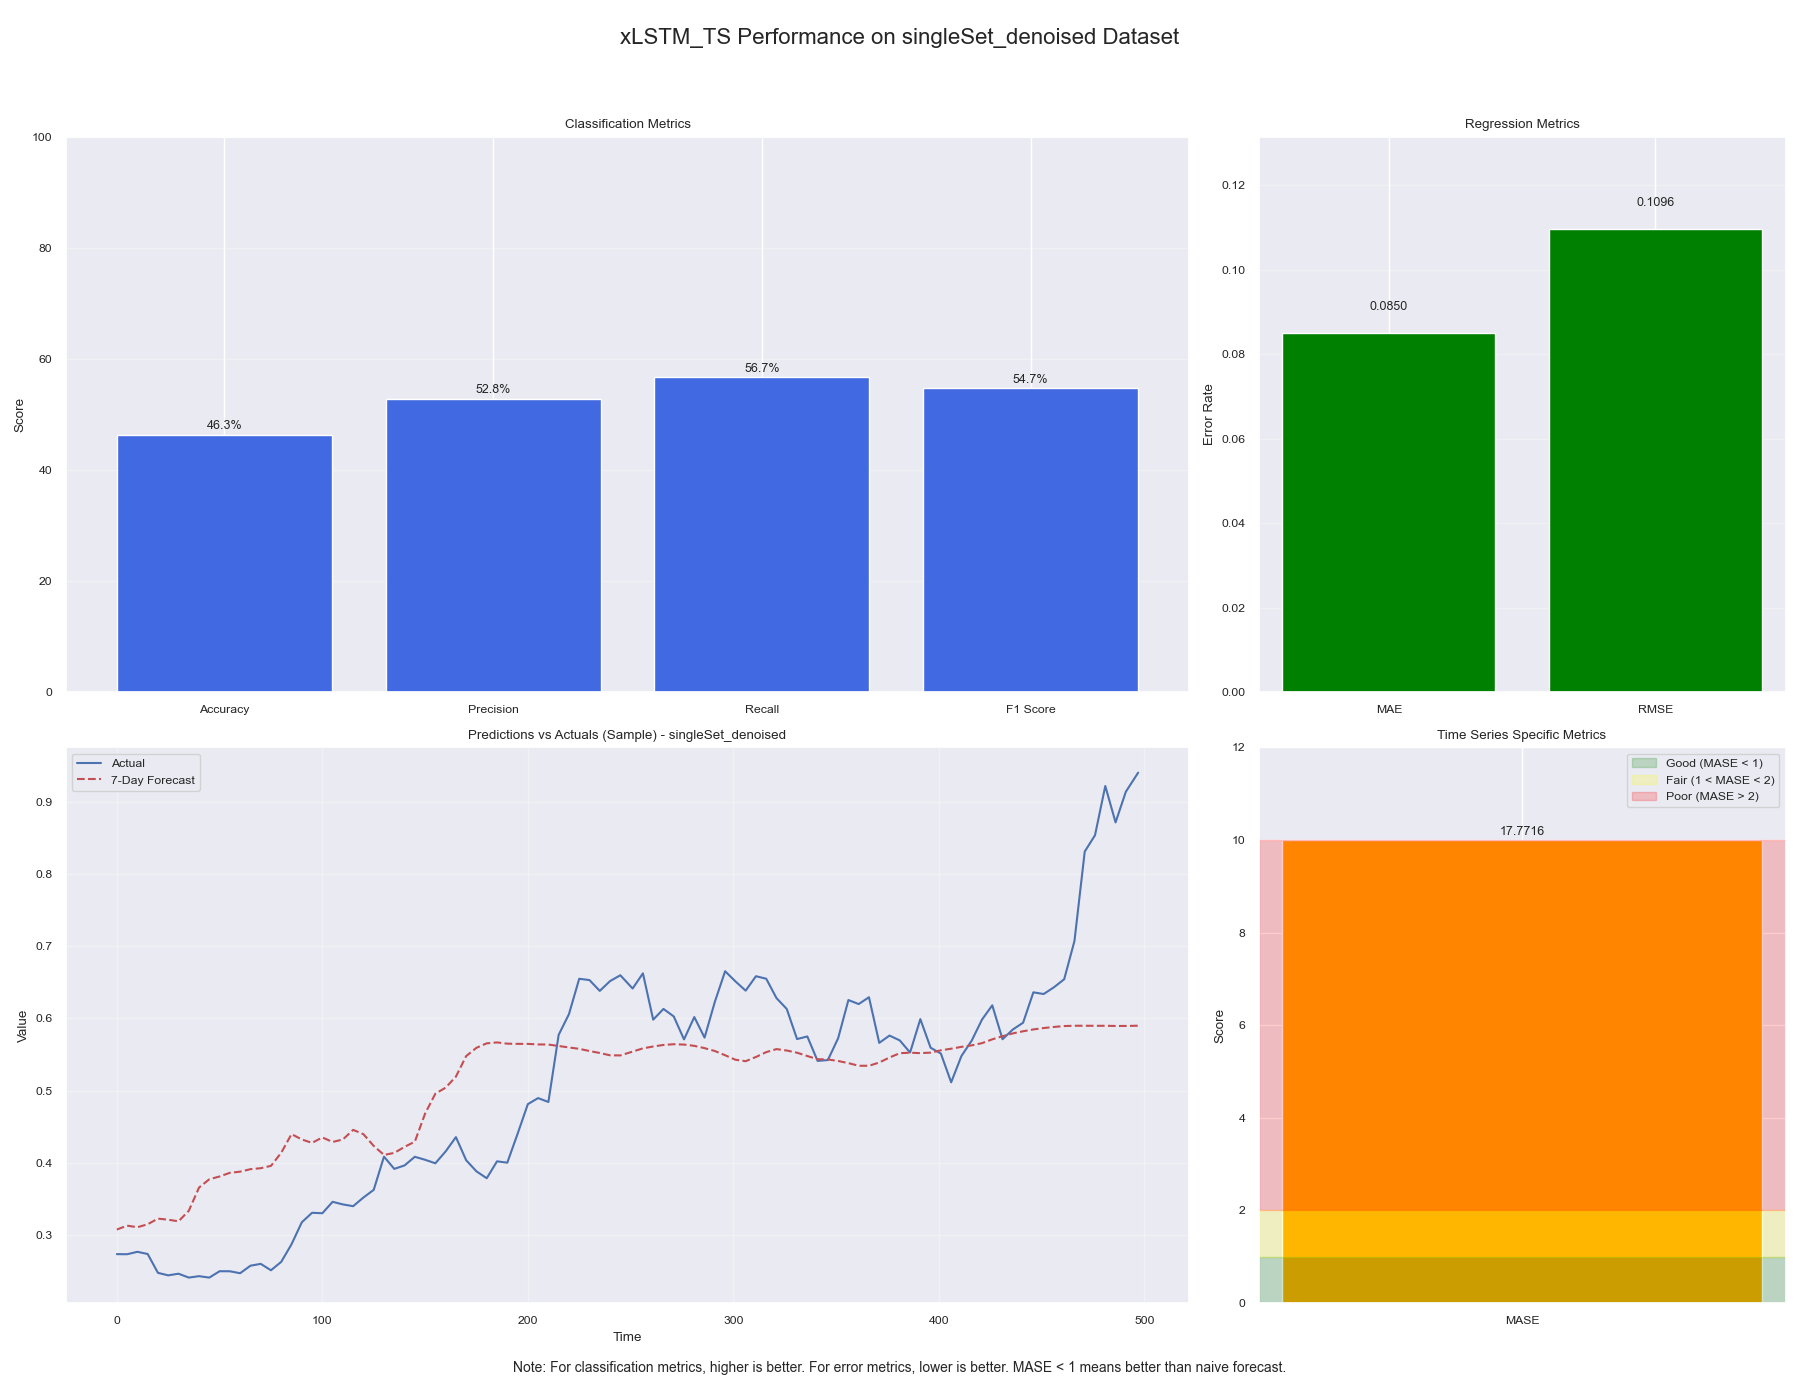 xLSTM_TS Performance on singleSet_denoised Dataset
Classification Metrics
100
80
60
40
20
0
Score
46.3%
52.8%
56.7%
54.7%
Accuracy
Precision
Recall
F1 Score
Regression Metrics
0.12
0.10
0.08
0.06
0.04
0.02
0.00
Error Rate
0.0850
0.1096
MAE
RMSE
Predictions vs Actuals (Sample) - singleSet_denoised
Actual
7-Day Forecast
0.9
0.8
0.7
0.6
0.5
0.4
0.3
Value
0
100
200
300
400
500
Time
Time Series Specific Metrics
Good (MASE < 1)
Fair (1 < MASE < 2)
Poor (MASE > 2)
12
10
8
6
4
2
0
Score
17.7716
MASE
Note: For classification metrics, higher is better. For error metrics, lower is better. MASE < 1 means better than naive forecast.